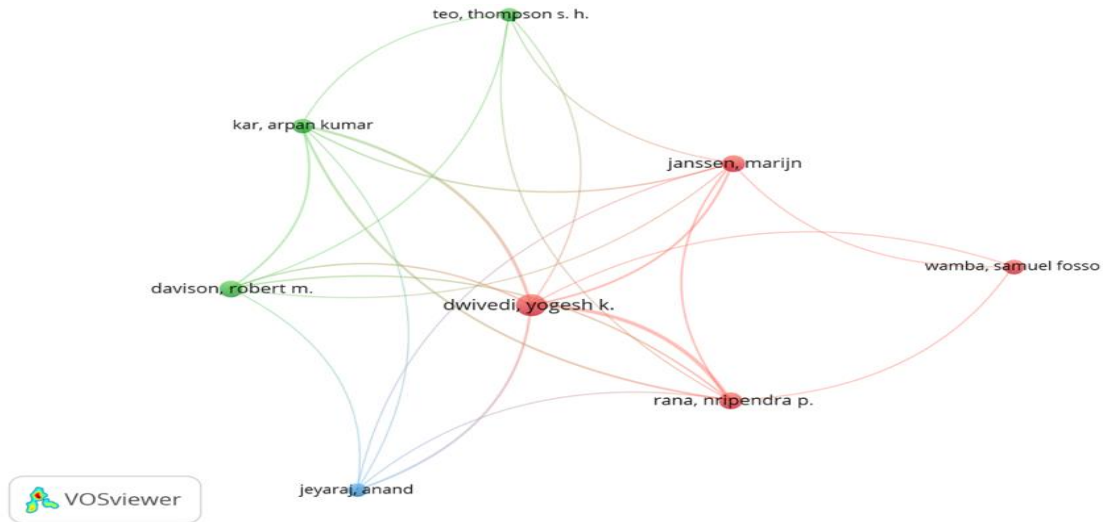 teo, thompson s. h.
kar, arpan kumar
janssen, marijn
wamba, samuel fosso
davison, robert m.
dwivedi, yogesh k.
rana, nripendra p.
jeyaraj, anand
VOSviewer